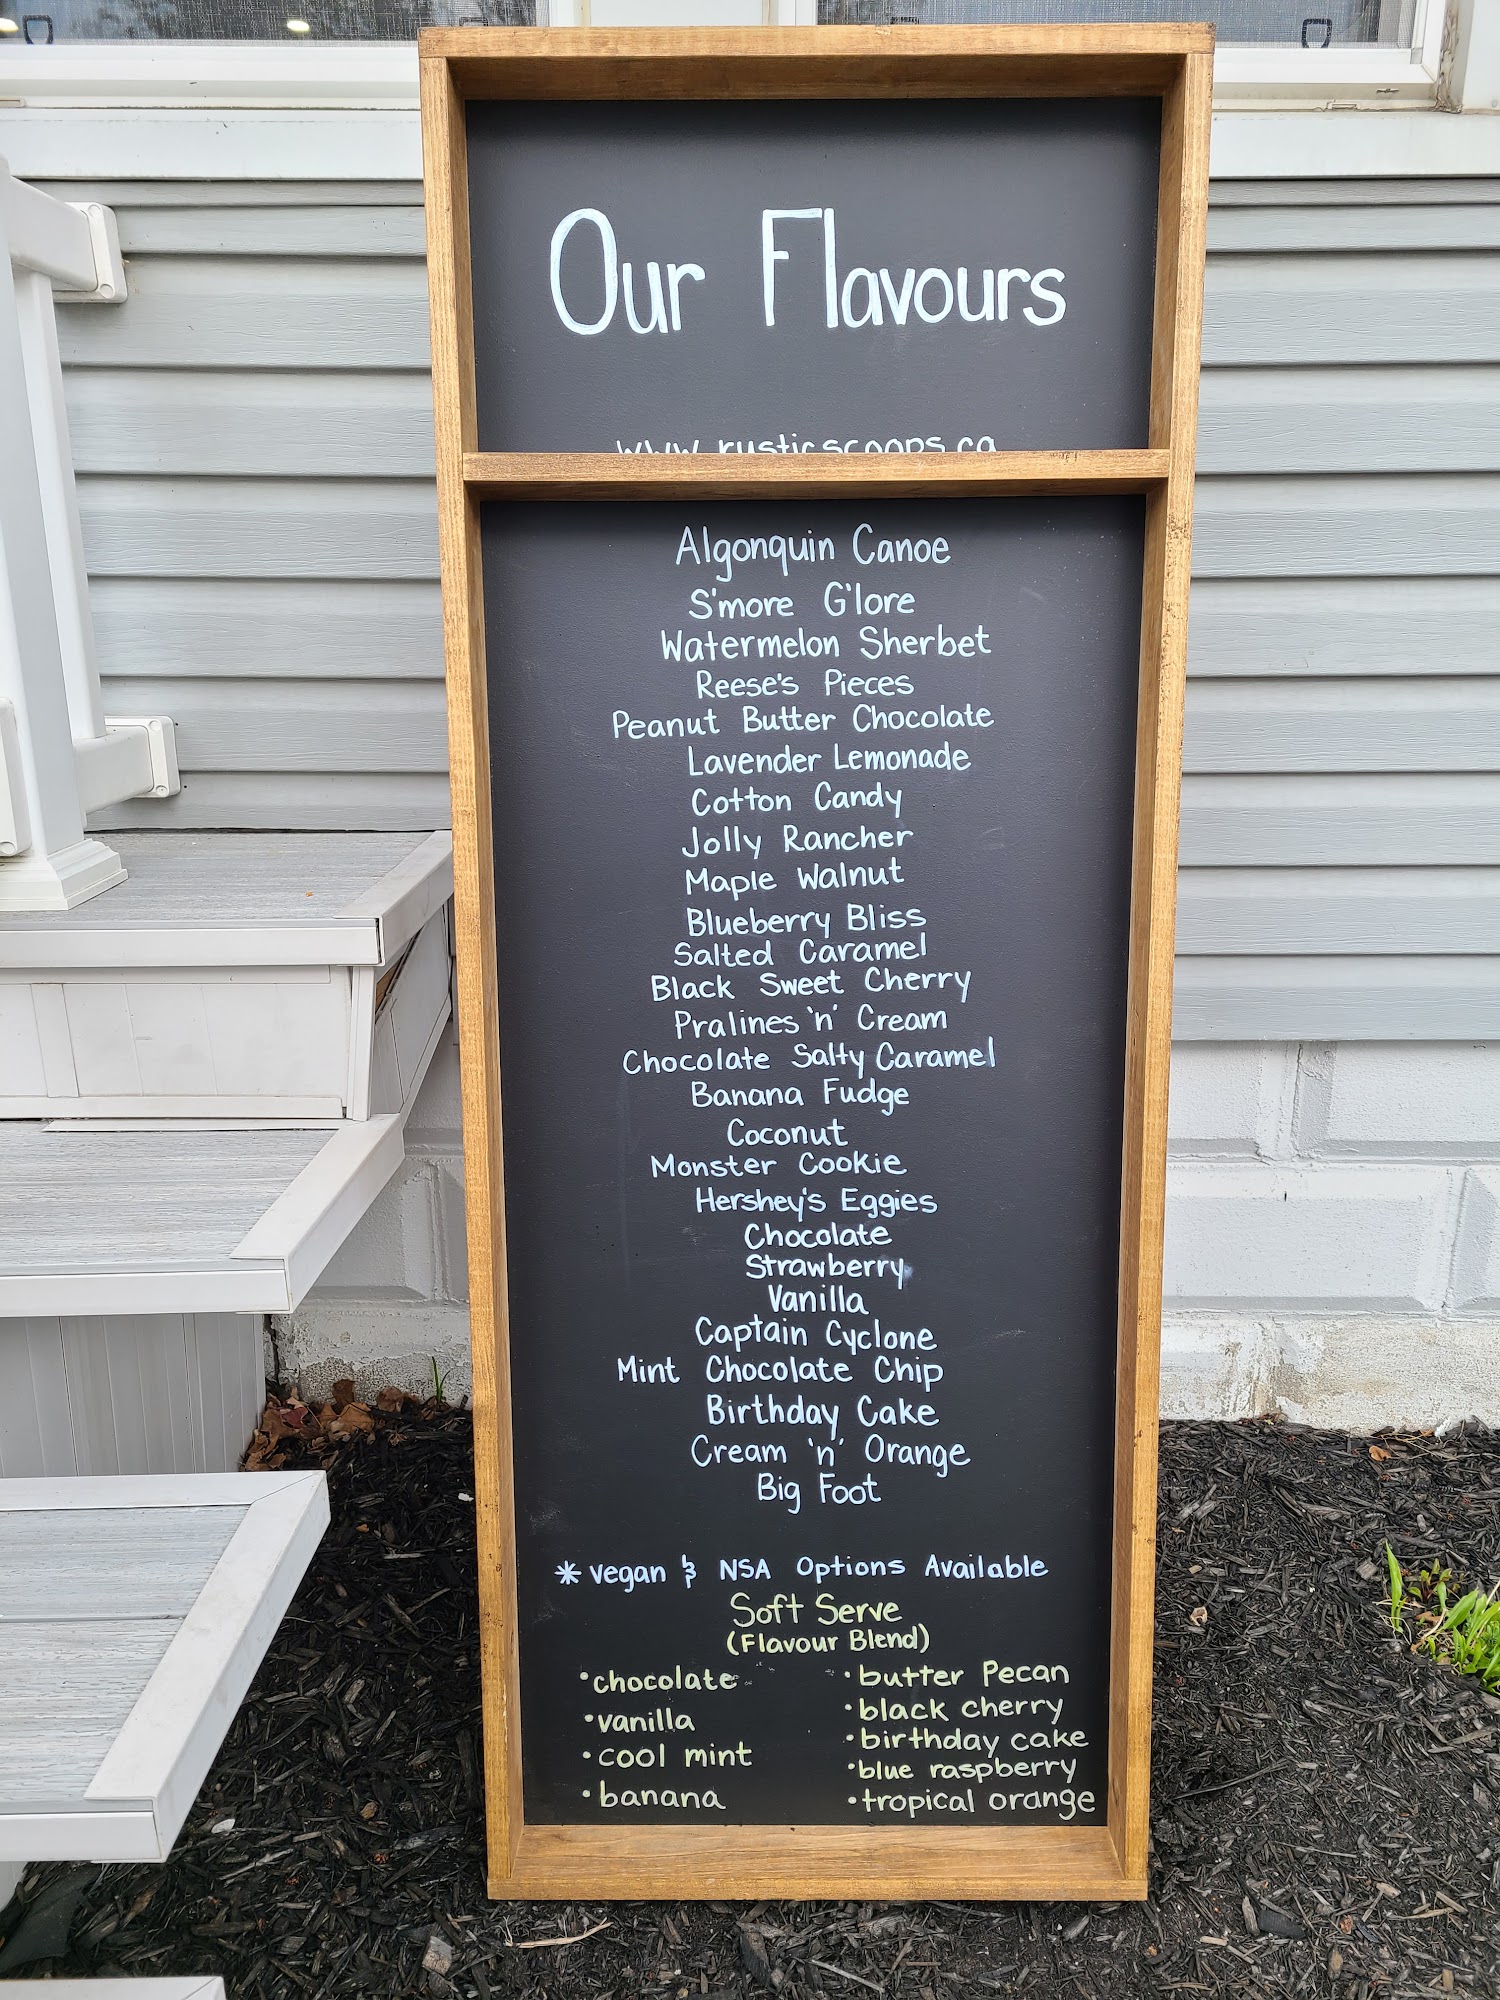 Our Flavours
www.rusticscoops.ca
Algonquin Canoe
S'more G'lore
Watermelon Sherbet
Reese's Pieces
Peanut Butter Chocolate
Lavender Lemonade
Cotton Candy
Jolly Rancher
Maple Walnut
Blueberry Bliss
Salted Caramel
Black Sweet Cherry
Pralines 'n' Cream
Chocolate Salty Caramel
Banana Fudge
Coconut
Monster Cookie
Hershey's Eggies
Chocolate
Strawberry
Vanilla
Captain Cyclone
Mint Chocolate Chip
Birthday Cake
Cream 'n' Orange
Big Foot
* Vegan & NSA Options Available
Soft Serve
(Flavour Blend)
• chocolate
• vanilla
• cool mint
• banana
• butter Pecan
• black cherry
• birthday cake
• blue raspberry
• tropical orange